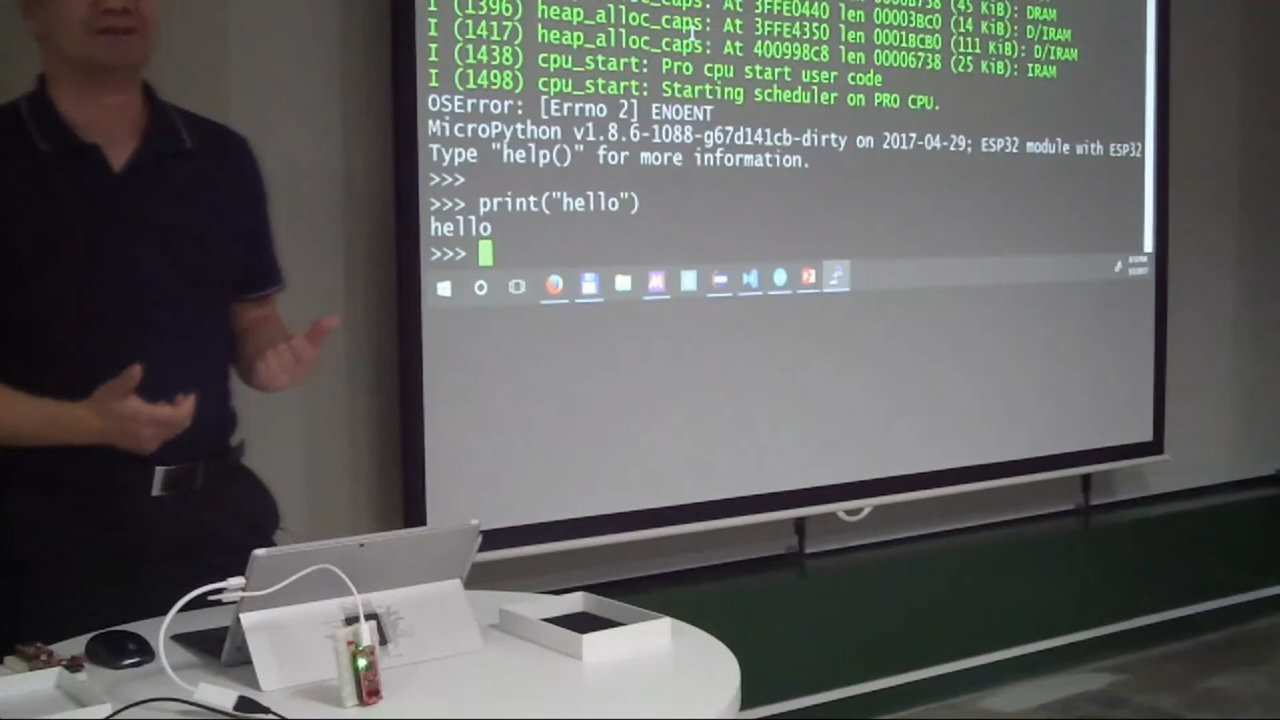 I (1396) heap_alloc_caps: At 3FFE0440 len 00003BC0 (14 KiB): D/IRAM
I (1417) heap_alloc_caps: At 3FFE4350 len 0001BCB0 (111 KiB): D/IRAM
I (1438) heap_alloc_caps: At 400998c8 len 00006738 (25 KiB): IRAM
I (1498) cpu_start: Pro cpu start user code
cpu_start: Starting scheduler on PRO CPU.
OSError: [Errno 2] ENOENT
MicroPython v1.8.6-1088-g67d141cb-dirty on 2017-04-29; ESP32 module with ESP32
Type "help()" for more information.
>>>
>>> print("hello")
hello
>>>